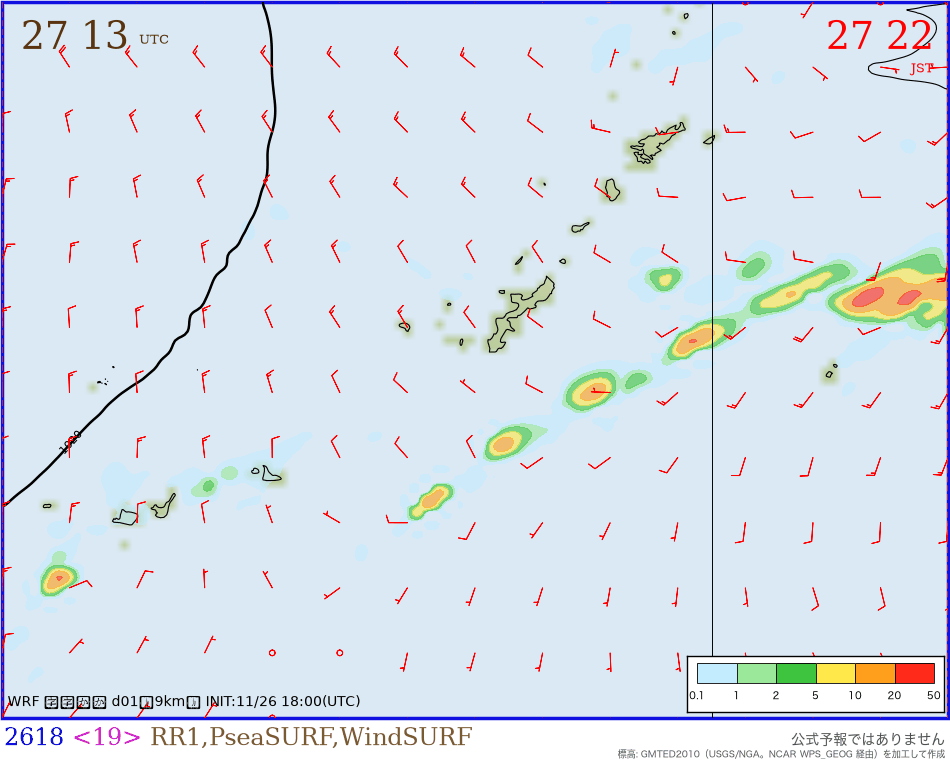 27 13 UTC
27 22
JST
WRF d01 9km INIT:11/26 18:00(UTC)
0.1 1 2 5 10 20 50
2618 <19> RR1,PseaSURF,WindSURF
公式予報ではありません
標高: GMTED2010（USGS/NGA。NCAR WPS_GEOG 経由）を加工して作成